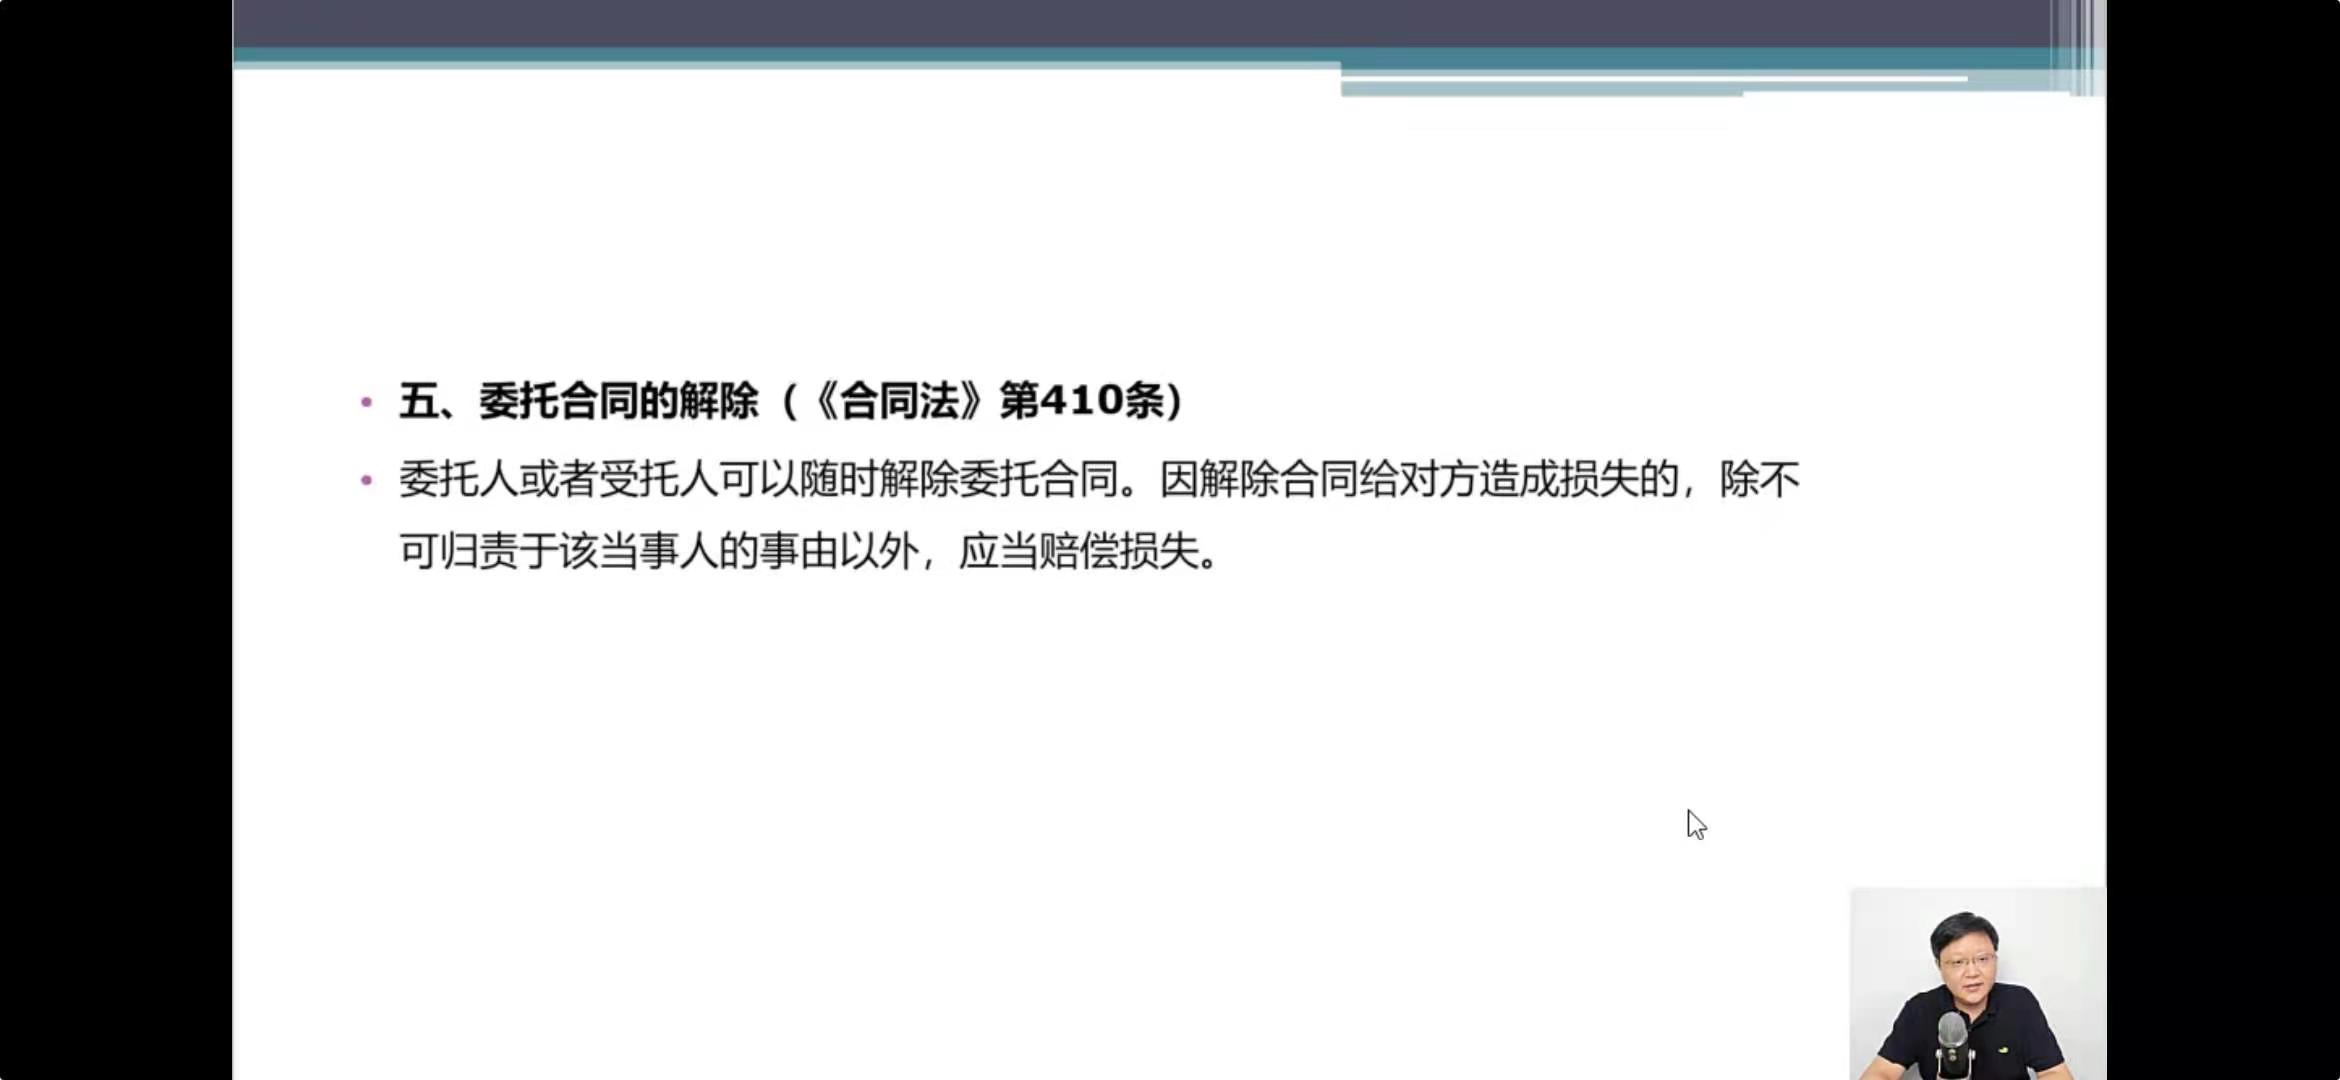 五、委托合同的解除（《合同法》第410条）
委托人或者受托人可以随时解除委托合同。因解除合同给对方造成损失的，除不
可归责于该当事人的事由以外，应当赔偿损失。